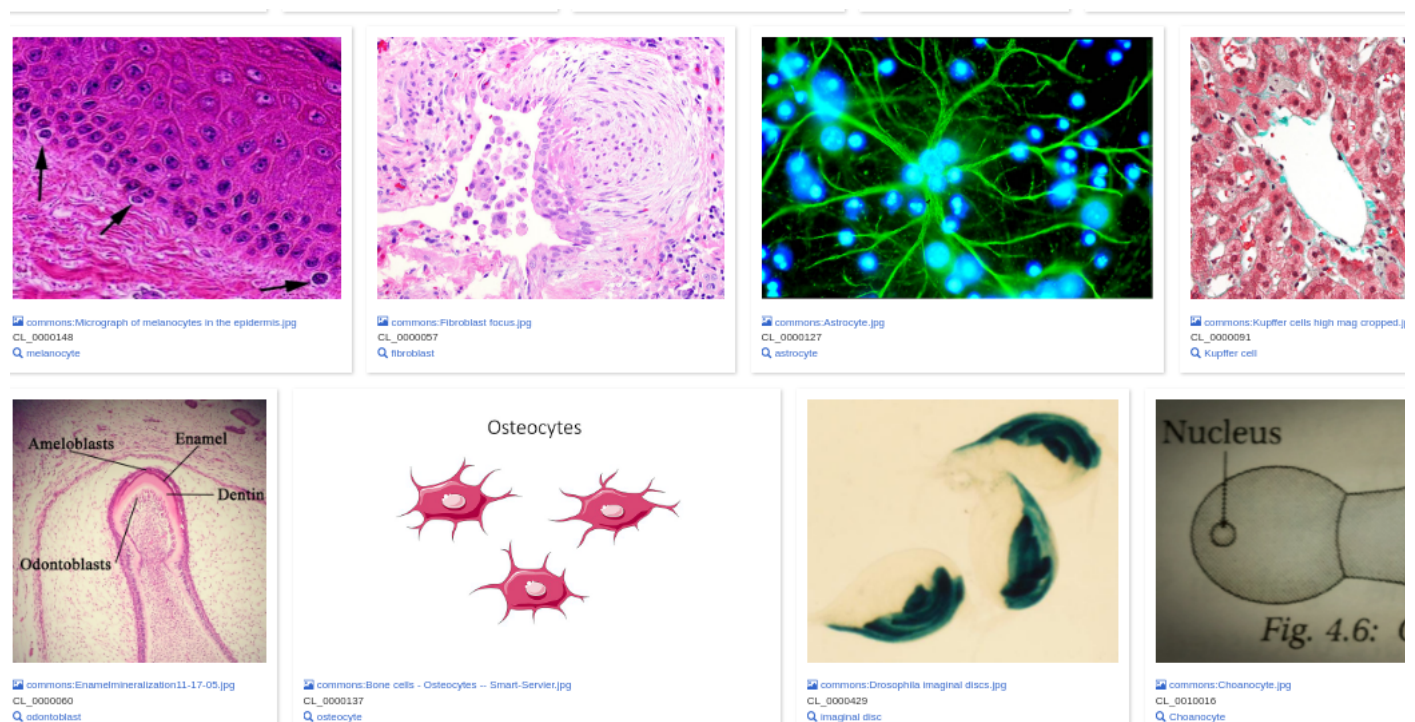 commons:Micrograph of melanocytes in the epidermis.jpg
CL_0000148
melanocyte
commons:Fibroblast focus.jpg
CL_0000057
fibroblast
commons:Astrocyte.jpg
CL_0000127
astrocyte
commons:Kupffer cells high mag cropped.j
CL_0000091
Kupffer cell
Ameloblasts
Enamel
Dentin
Odontoblasts
commons:Enamelmineralization11-17-05.jpg
CL_0000060
odontoblast
Osteocytes
commons:Bone cells - Osteocytes -- Smart-Servier.jpg
CL_0000137
osteocyte
commons:Drosophila imaginal discs.jpg
CL_0000429
imaginal disc
Nucleus
Fig. 4.6:
commons:Choanocyte.jpg
CL_0010016
Choanocyte